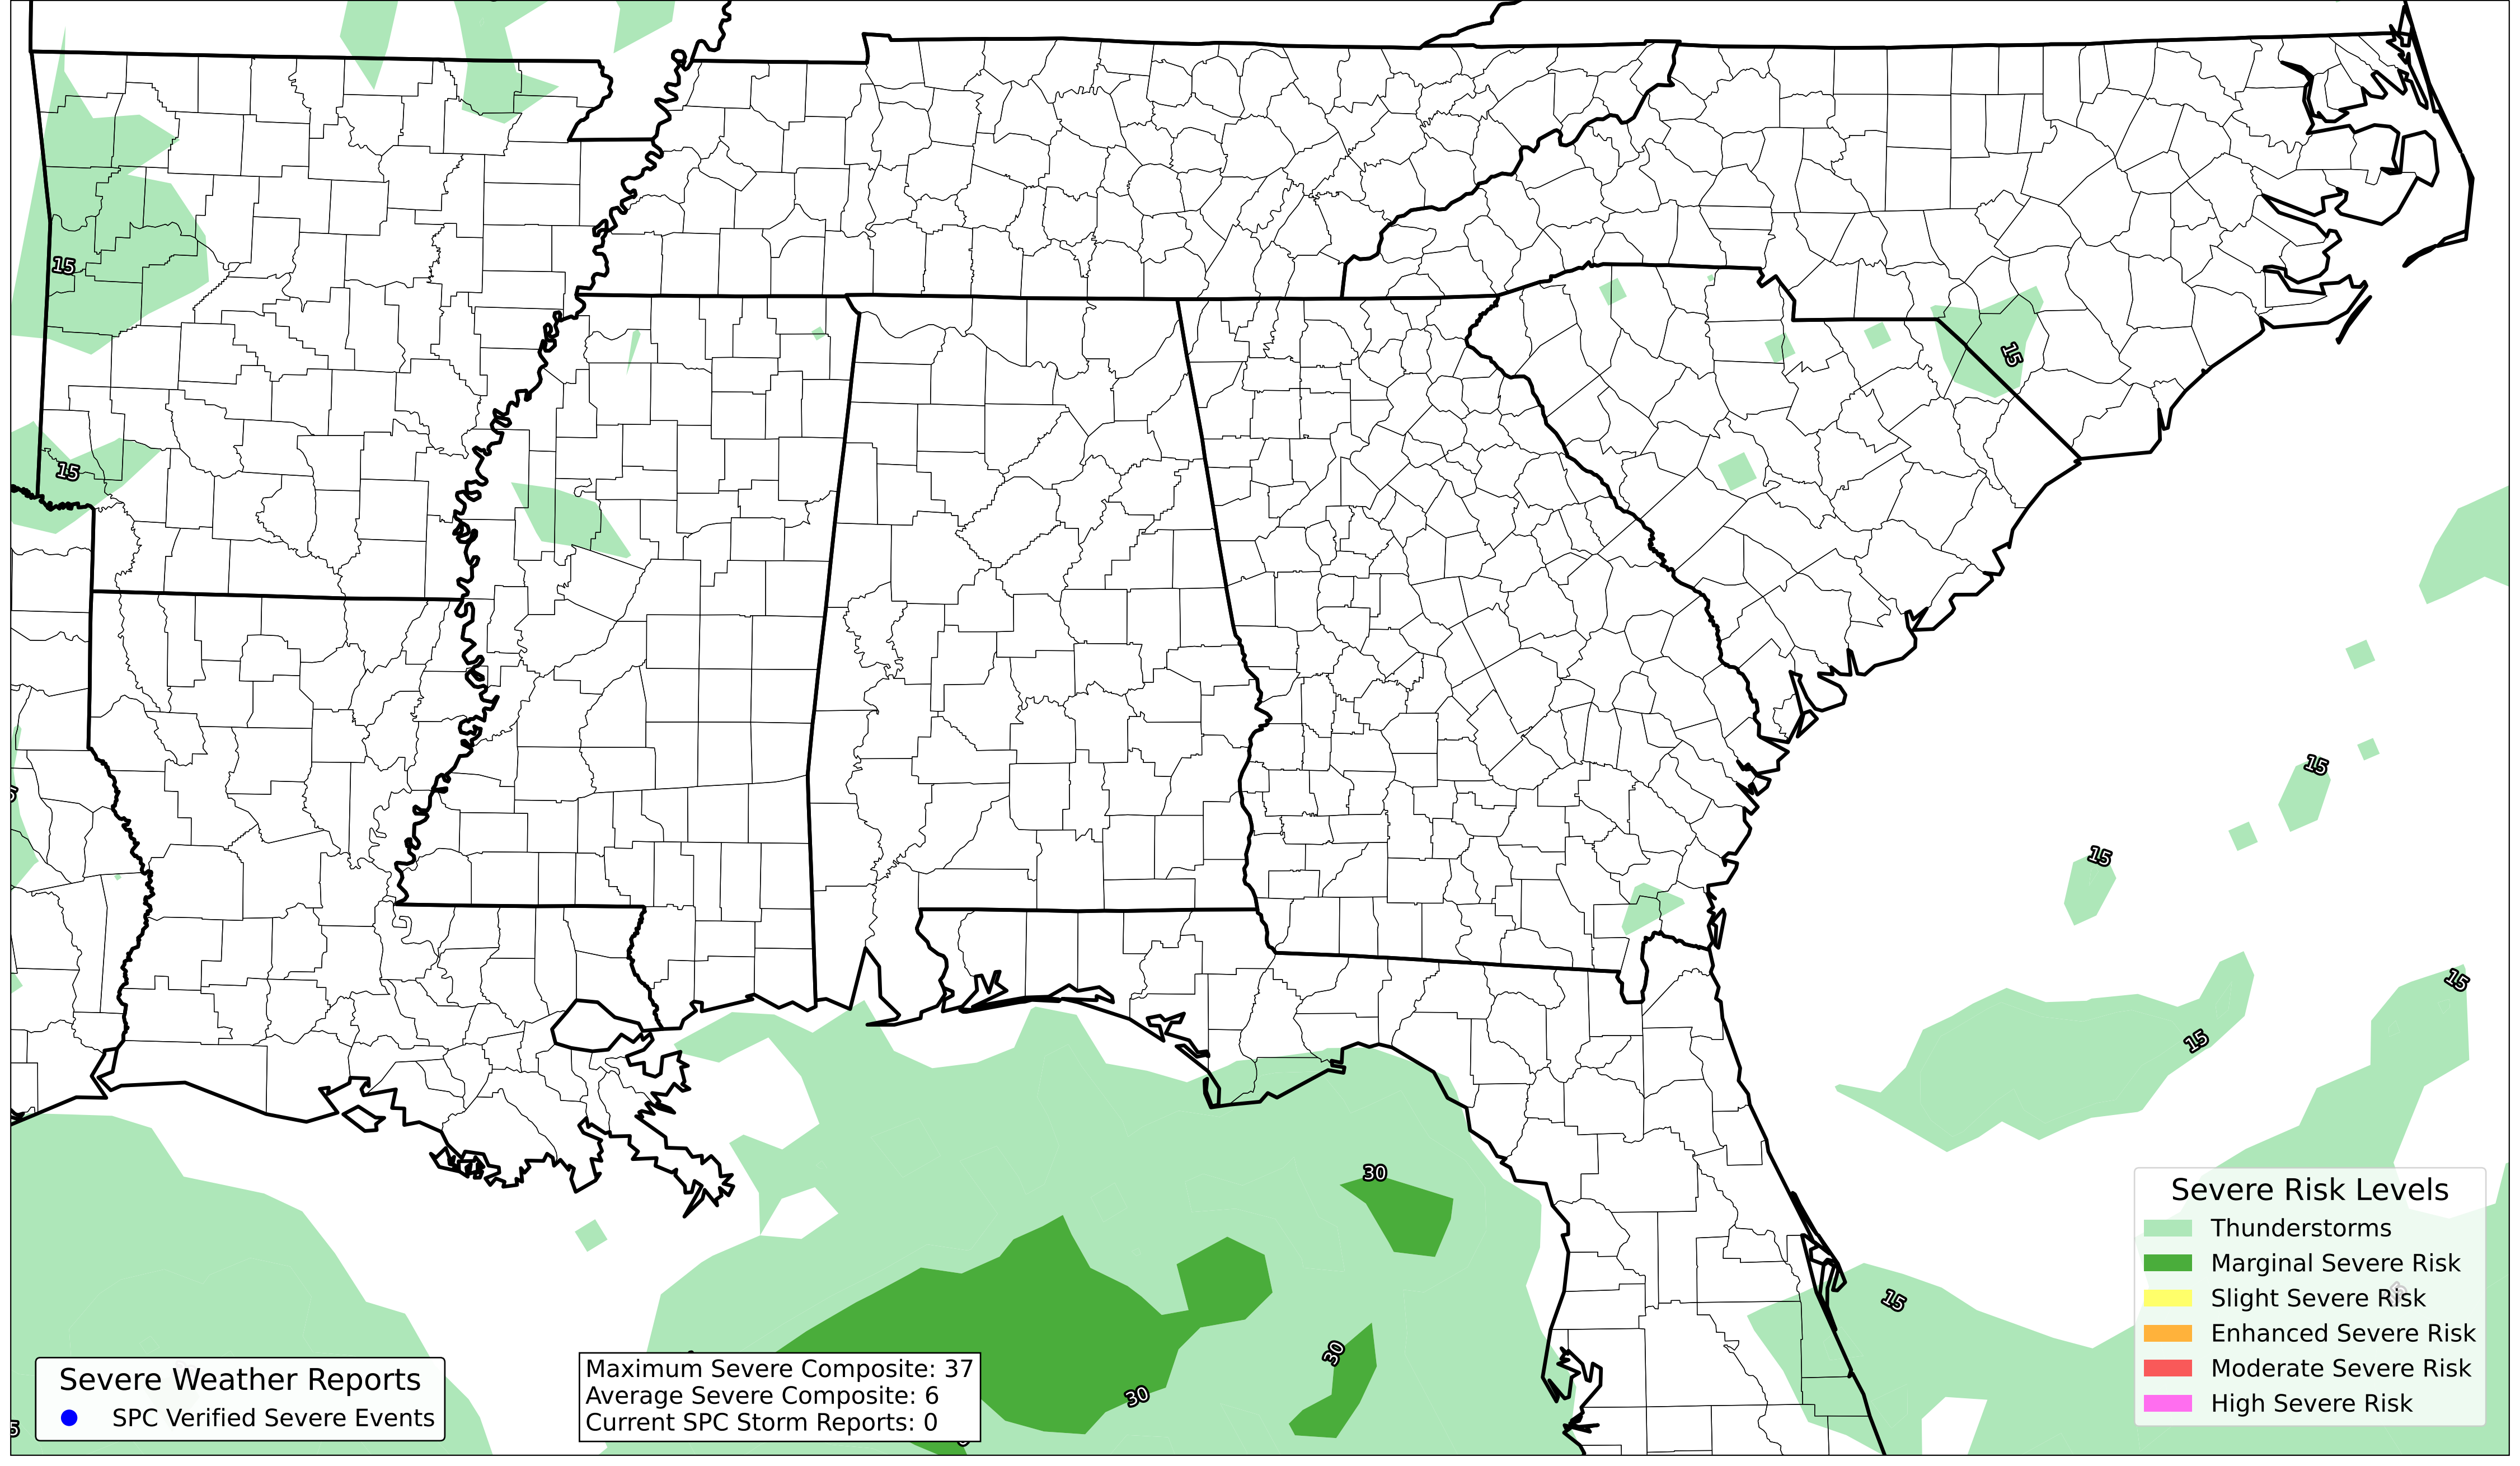 15
15
15
15
15
15
15
15
30
30
15
30
Severe Risk Levels
Thunderstorms
Marginal Severe Risk
Slight Severe Risk
Enhanced Severe Risk
Moderate Severe Risk
High Severe Risk
Severe Weather Reports
SPC Verified Severe Events
Maximum Severe Composite: 37
Average Severe Composite: 6
Current SPC Storm Reports: 0